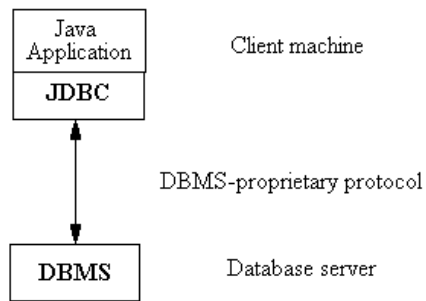 Java
Application
Client machine
JDBC
DBMS-proprietary protocol
DBMS
Database server